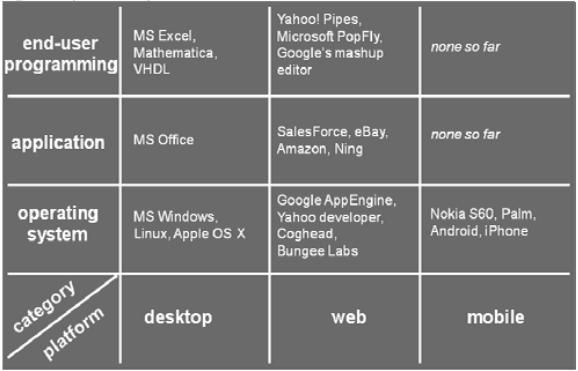 end-user
programming
MS Excel,
Mathematica,
VHDL
Yahoo! Pipes,
Microsoft PopFly,
Google's mashup
editor
none so far
application
MS Office
SalesForce, eBay,
Amazon, Ning
none so far
operating
system
MS Windows,
Linux, Apple OS X
Google AppEngine,
Yahoo developer,
Coghead,
Bungee Labs
Nokia S60, Palm,
Android, iPhone
category
platform
desktop
web
mobile